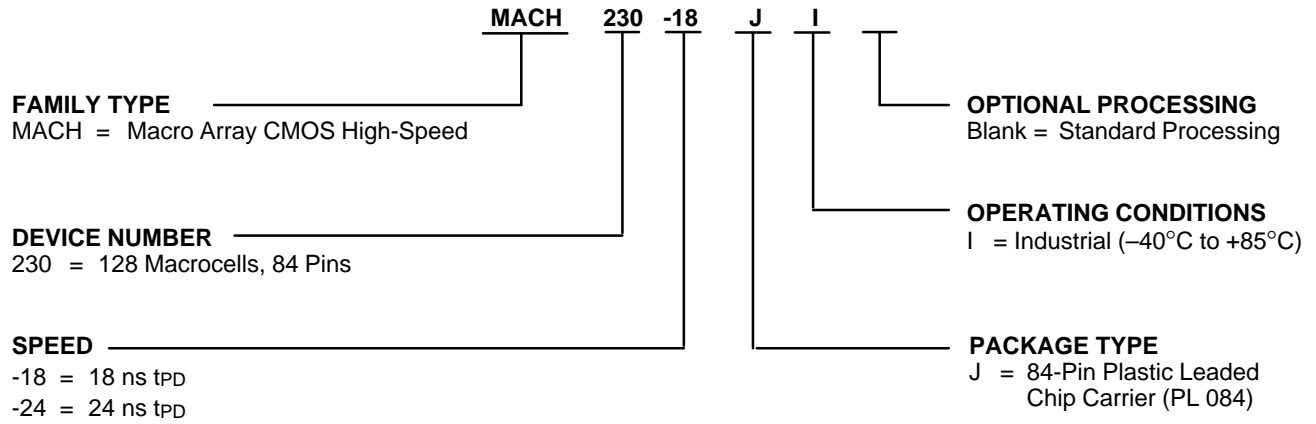 MACH 230 -18 J I
FAMILY TYPE
MACH = Macro Array CMOS High-Speed
DEVICE NUMBER
230 = 128 Macrocells, 84 Pins
SPEED
-18 = 18 ns tPD
-24 = 24 ns tPD
OPTIONAL PROCESSING
Blank = Standard Processing
OPERATING CONDITIONS
I = Industrial (–40°C to +85°C)
PACKAGE TYPE
J = 84-Pin Plastic Leaded
Chip Carrier (PL 084)